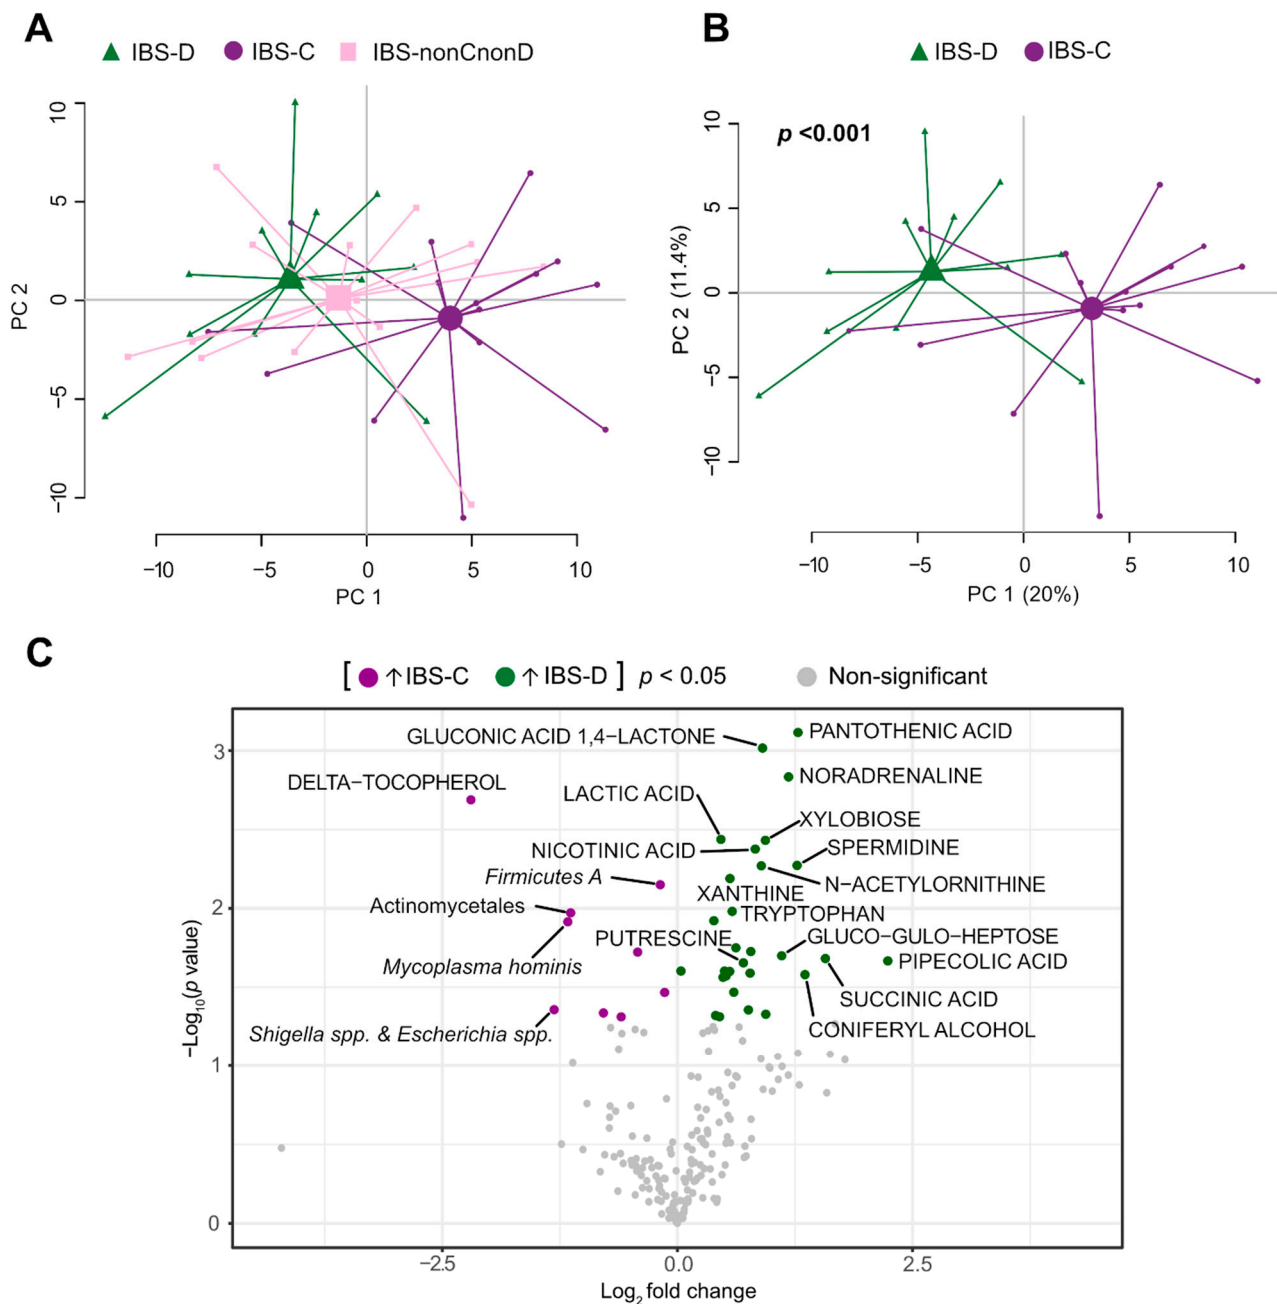 A
IBS-D IBS-C IBS-nonCnonD
10
5
0
−5
−10
PC 2
−10 −5 0 5 10
PC 1
B
IBS-D IBS-C
p <0.001
10
5
0
−5
−10
PC 2 (11.4%)
−10 −5 0 5 10
PC 1 (20%)
C
[ ↑IBS-C ↑IBS-D ] p < 0.05 Non-significant
GLUCONIC ACID 1,4−LACTONE
PANTOTHENIC ACID
DELTA−TOCOPHEROL
NORADRENALINE
LACTIC ACID
XYLOBIOSE
NICOTINIC ACID
SPERMIDINE
Firmicutes A
N−ACETYLORNITHINE
XANTHINE
Actinomycetales
TRYPTOPHAN
PUTRESCINE
GLUCO−GULO−HEPTOSE
Mycoplasma hominis
PIPECOLIC ACID
SUCCINIC ACID
Shigella spp. & Escherichia spp.
CONIFERYL ALCOHOL
3
2
1
0
−Log10(p value)
−2.5 0.0 2.5
Log2 fold change